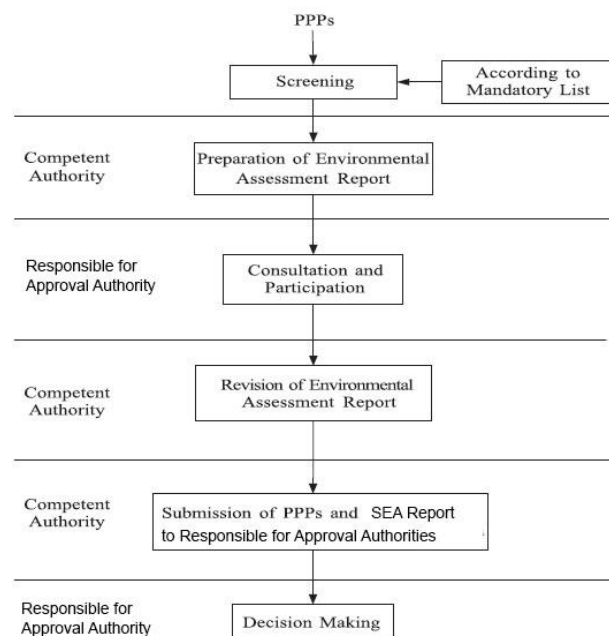 PPPs
Screening
According to
Mandatory List
Competent
Authority
Preparation of Environmental
Assessment Report
Responsible for
Approval Authority
Consultation and
Participation
Competent
Authority
Revision of Environmental
Assessment Report
Competent
Authority
Submission of PPPs and SEA Report
to Responsible for Approval Authorities
Responsible for
Approval Authority
Decision Making